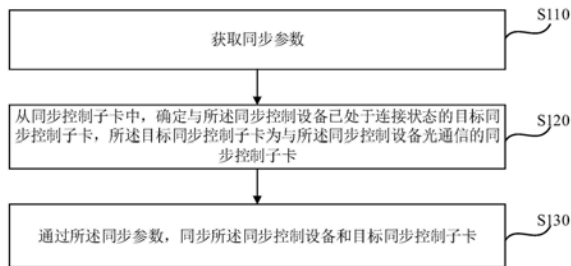 S110
获取同步参数
从同步控制子卡中，确定与所述同步控制设备已处于连接状态的目标同
步控制子卡，所述目标同步控制子卡为与所述同步控制设备光通信的同
步控制子卡
S120
通过所述同步参数，同步所述同步控制设备和目标同步控制子卡
S130